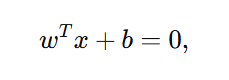 w^T x + b = 0,